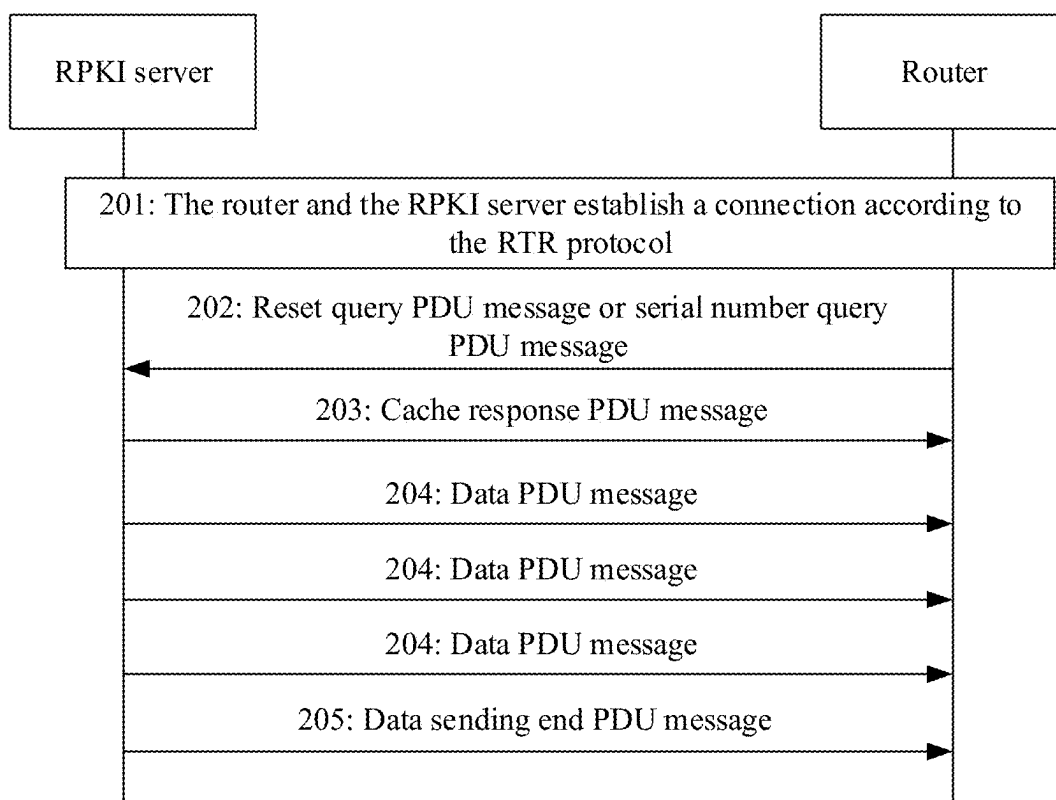 RPKI server
Router
201: The router and the RPKI server establish a connection according to
the RTR protocol
202: Reset query PDU message or serial number query
PDU message
203: Cache response PDU message
204: Data PDU message
204: Data PDU message
204: Data PDU message
205: Data sending end PDU message